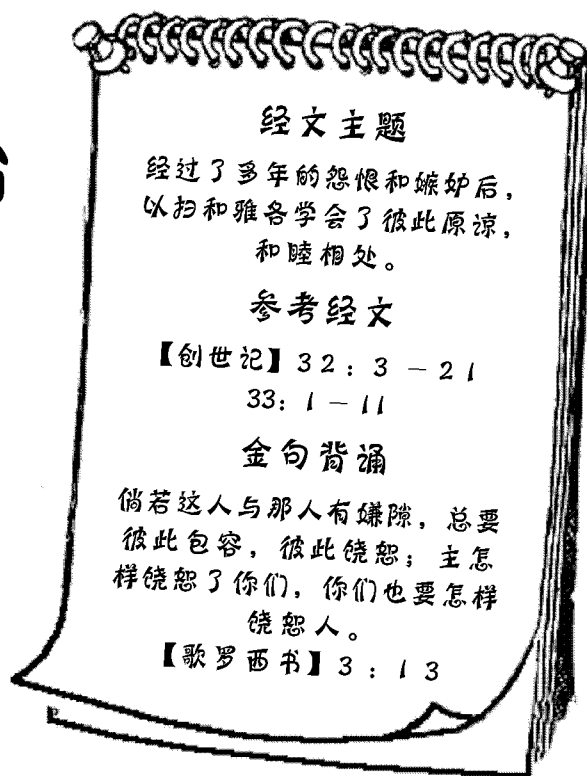 经文主题
经过了多年的怨恨和嫉妒后，
以扫和雅各学会了彼此原谅，
和睦相处。
参考经文
【创世记】32：3－21
33：1－11
金句背诵
倘若这人与那人有嫌隙，总要
彼此包容，彼此饶恕；主怎
样饶恕了你们，你们也要怎样
饶恕人。
【歌罗西书】3：13